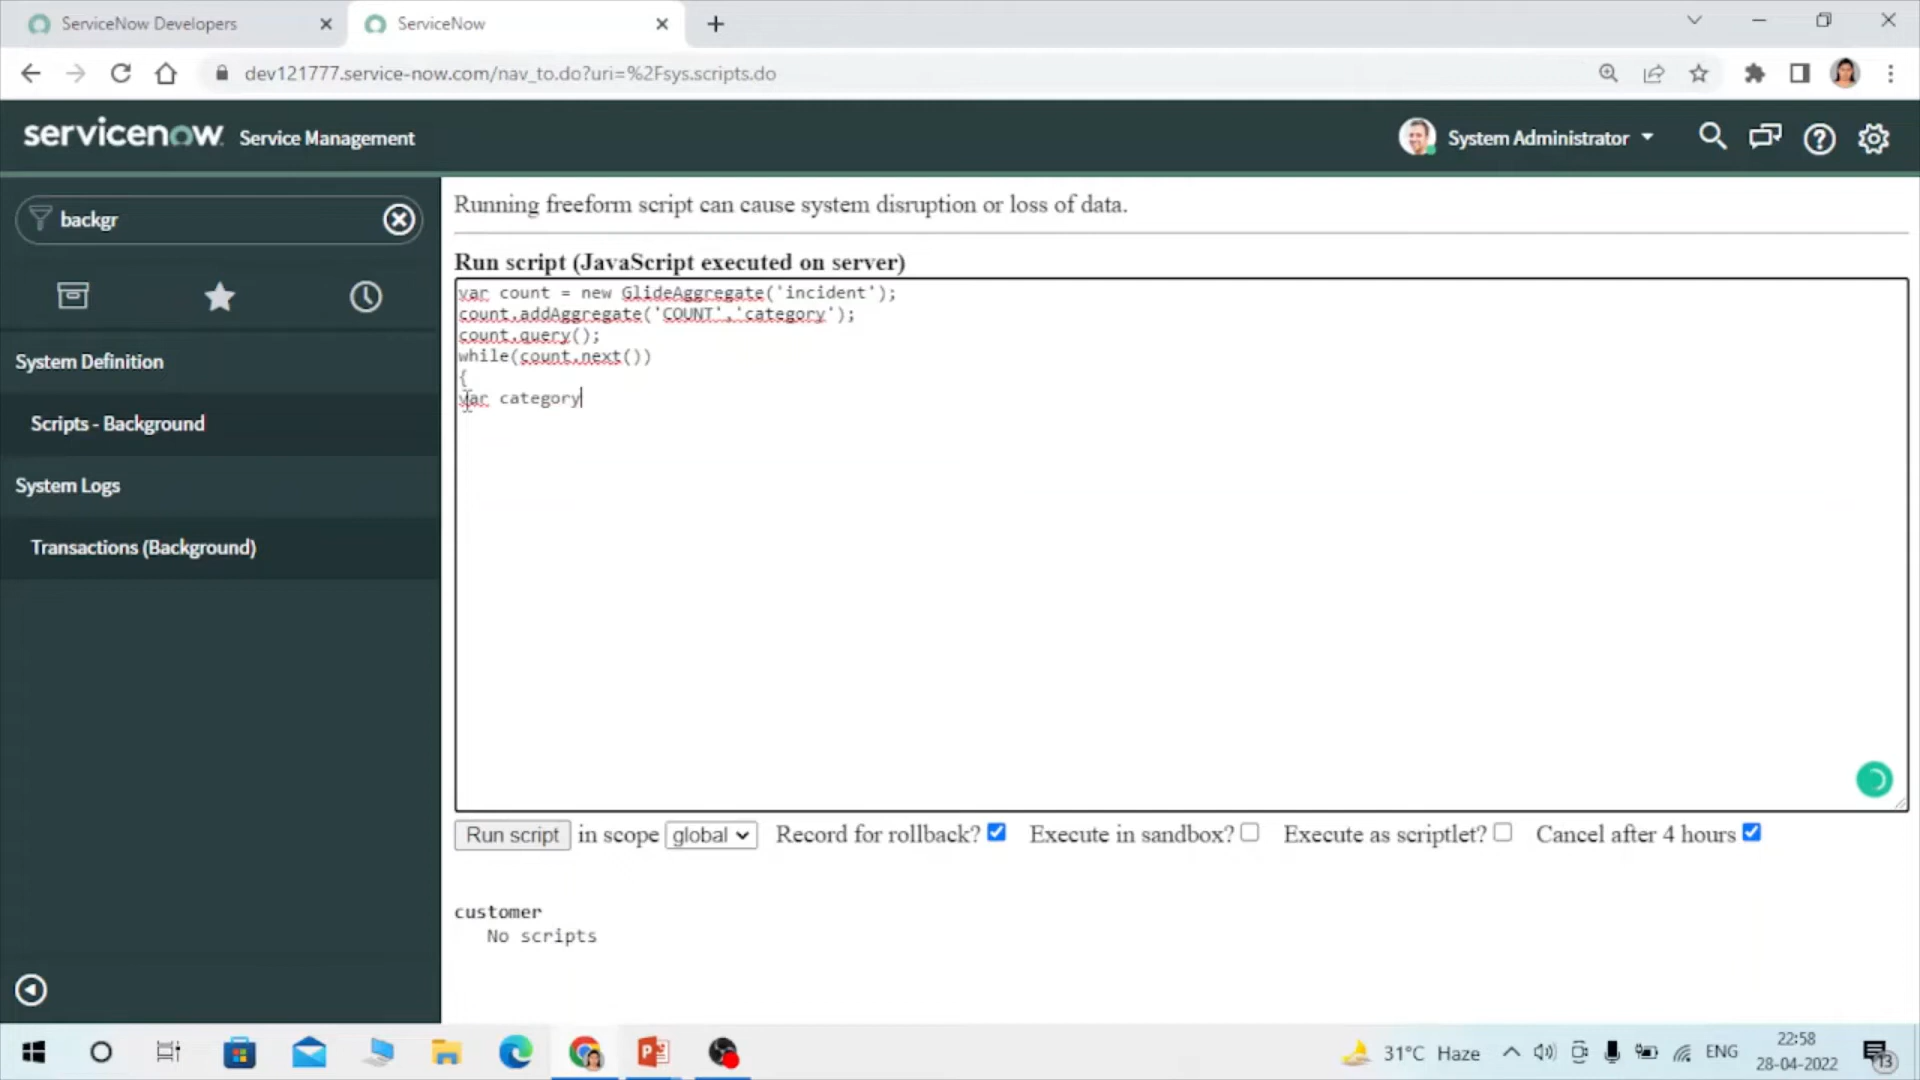 ServiceNow Developers
ServiceNow
dev121777.service-now.com/nav_to.do?uri=%2Fsys.scripts.do
servicenow Service Management
System Administrator
backgr
System Definition
Scripts - Background
System Logs
Transactions (Background)
Running freeform script can cause system disruption or loss of data.
Run script (JavaScript executed on server)
var count = new GlideAggregate('incident');
count.addAggregate('COUNT','category');
count.query();
while(count.next())
{
var category
Run script in scope global Record for rollback? Execute in sandbox? Execute as scriptlet? Cancel after 4 hours
customer
No scripts
31°C Haze
ENG
22:58
28-04-2022
13